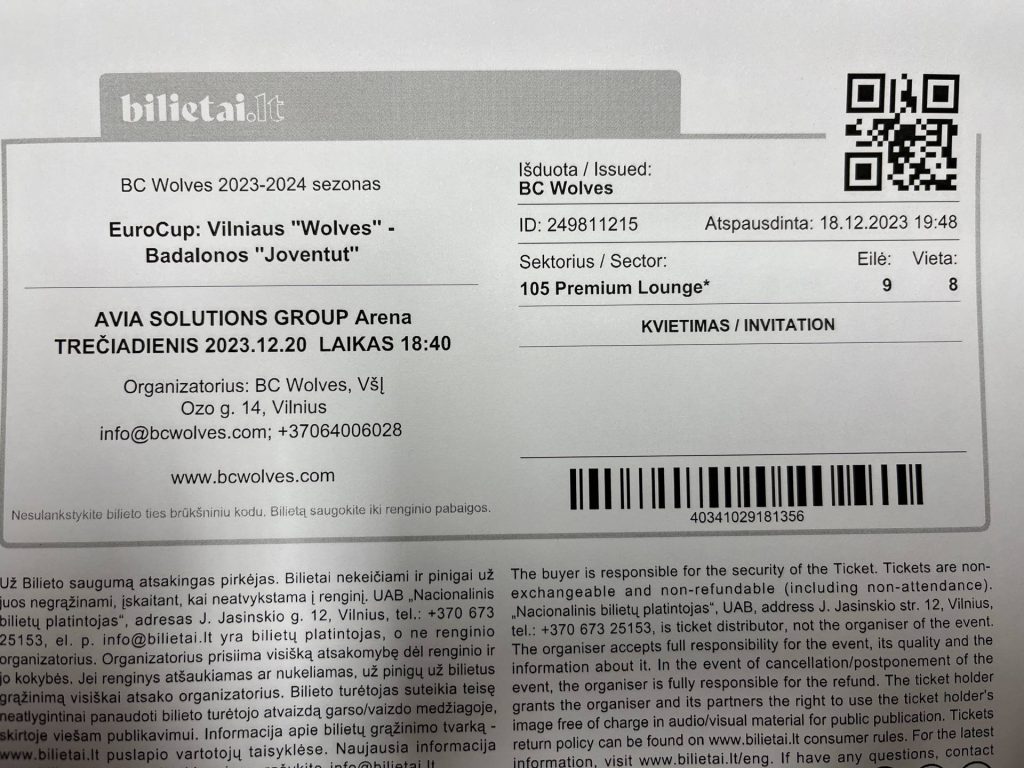 bilietai.lt
BC Wolves 2023-2024 sezonas
EuroCup: Vilniaus "Wolves" -
Badalonos "Joventut"
AVIA SOLUTIONS GROUP Arena
TREČIADIENIS 2023.12.20 LAIKAS 18:40
Organizatorius: BC Wolves, VšĮ
Ozo g. 14, Vilnius
info@bcwolves.com; +37064006028
www.bcwolves.com
Nesulankstykite bilieto ties brūkšniniu kodu. Bilietą saugokite iki renginio pabaigos.
Išduota / Issued:
BC Wolves
ID: 249811215 Atspausdinta: 18.12.2023 19:48
Sektorius / Sector: Eilė: Vieta:
105 Premium Lounge* 9 8
KVIETIMAS / INVITATION
40341029181356
Už Bilieto saugumą atsakingas pirkėjas. Bilietai nekeičiami ir pinigai už
juos negrąžinami, įskaitant, kai neatvykstama į renginį. UAB „Nacionalinis
bilietų platintojas“, adresas J. Jasinskio g. 12, Vilnius, tel.: +370 673
25153, el. p. info@bilietai.lt yra bilietų platintojas, o ne renginio
organizatorius. Organizatorius prisiima visišką atsakomybę dėl renginio ir
jo kokybės. Jei renginys atšaukiamas ar nukeliamas, už pinigų už bilietus
grąžinimą visiškai atsako organizatorius. Bilieto turėtojas suteikia teisę
neatlygintinai panaudoti bilieto turėtojo atvaizdą garso/vaizdo medžiagoje,
skirtoje viešam publikavimui. Informacija apie bilietų grąžinimo tvarką -
www.bilietai.lt puslapio vartotojų taisyklėse. Naujausia informacija
info@bilietai.lt
The buyer is responsible for the security of the Ticket. Tickets are non-
exchangeable and non-refundable (including non-attendance).
„Nacionalinis bilietų platintojas“, UAB, address J. Jasinskio str. 12, Vilnius,
tel.: +370 673 25153, is ticket distributor, not the organiser of the event.
The organiser accepts full responsibility for the event, its quality and the
information about it. In the event of cancellation/postponement of the
event, the organiser is fully responsible for the refund. The ticket holder
grants the organiser and its partners the right to use the ticket holder's
image free of charge in audio/visual material for public publication. Tickets
return policy can be found on www.bilietai.lt consumer rules. For the latest
information, visit www.bilietai.lt/eng. If have any questions, contact